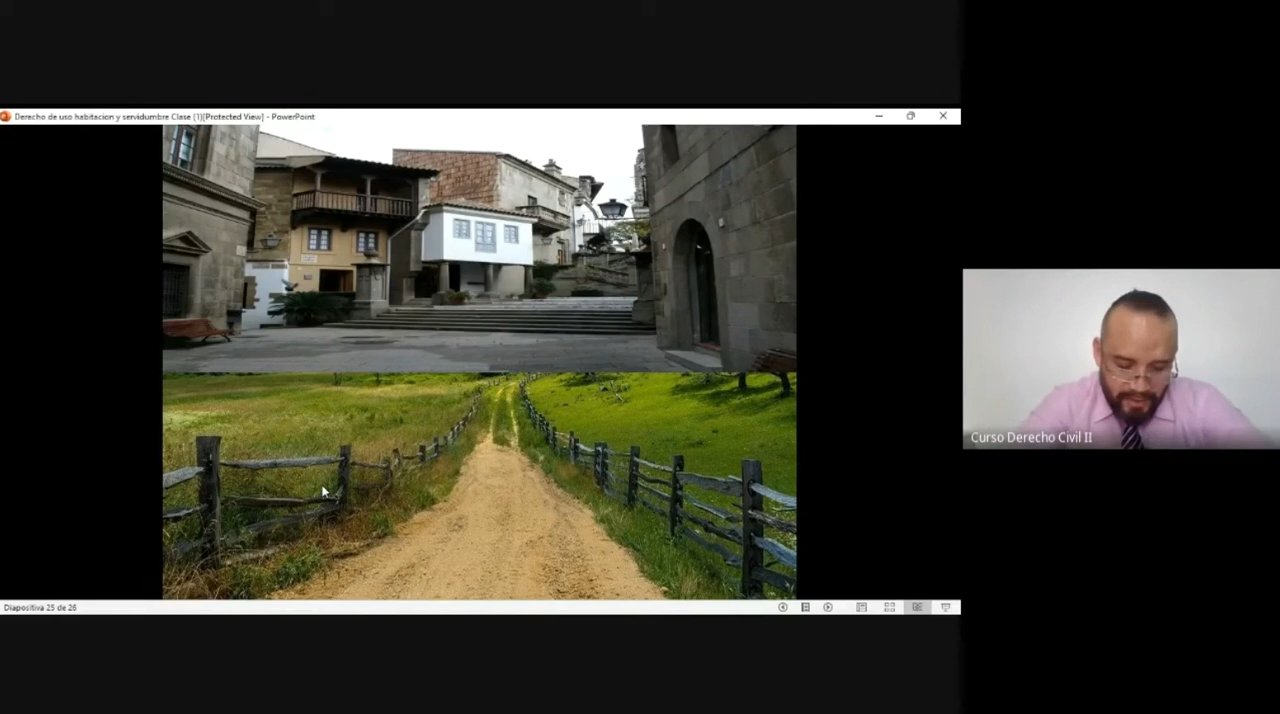 Derecho de uso habitacion y servidumbre Clase (1)[Protected View] - PowerPoint
Curso Derecho Civil II
Diapositiva 25 de 26